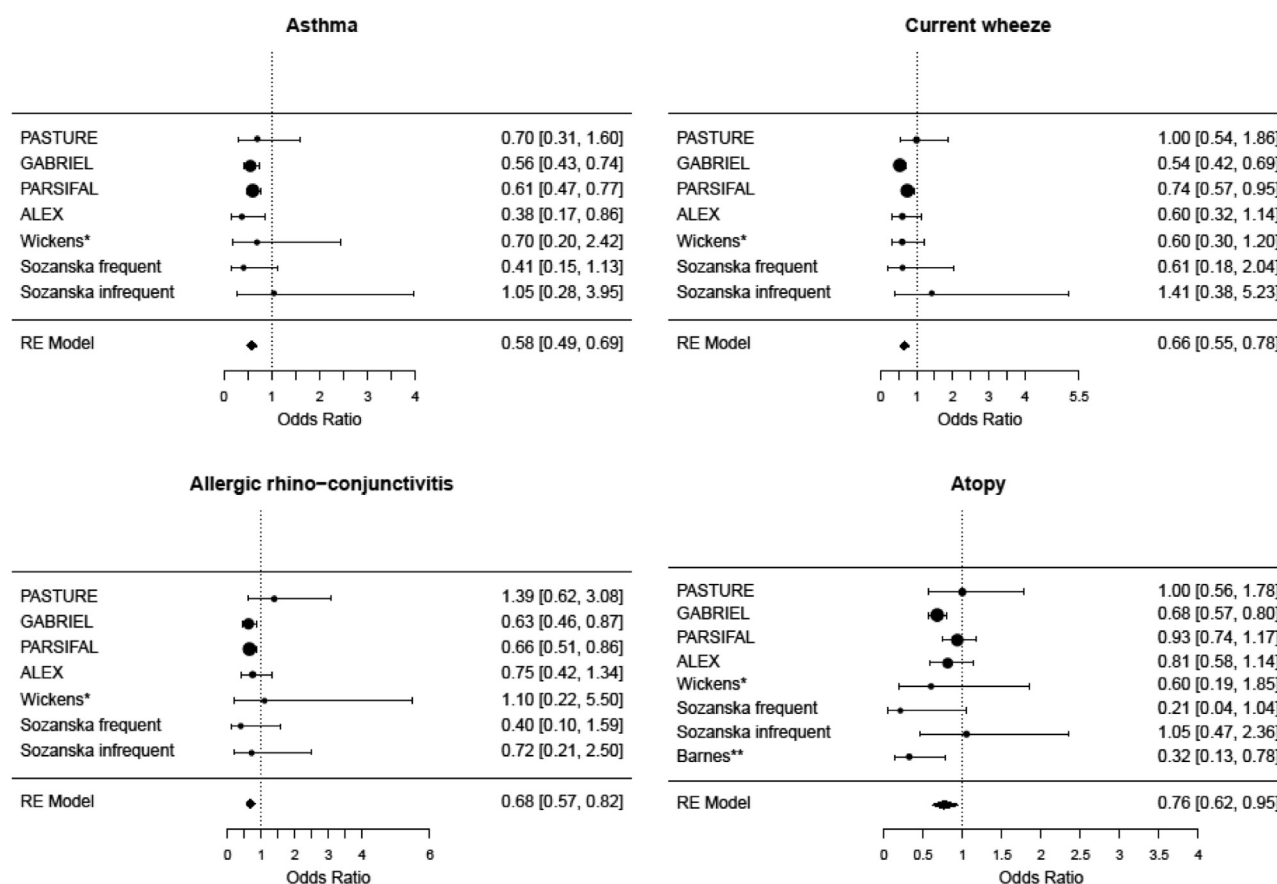 Asthma
PASTURE 0.70 [0.31, 1.60]
GABRIEL 0.56 [0.43, 0.74]
PARSIFAL 0.61 [0.47, 0.77]
ALEX 0.38 [0.17, 0.86]
Wickens* 0.70 [0.20, 2.42]
Sozanska frequent 0.41 [0.15, 1.13]
Sozanska infrequent 1.05 [0.28, 3.95]
RE Model 0.58 [0.49, 0.69]
0 1 2 3 4
Odds Ratio
Current wheeze
PASTURE 1.00 [0.54, 1.86]
GABRIEL 0.54 [0.42, 0.69]
PARSIFAL 0.74 [0.57, 0.95]
ALEX 0.60 [0.32, 1.14]
Wickens* 0.60 [0.30, 1.20]
Sozanska frequent 0.61 [0.18, 2.04]
Sozanska infrequent 1.41 [0.38, 5.23]
RE Model 0.66 [0.55, 0.78]
0 1 2 3 4 5.5
Odds Ratio
Allergic rhino−conjunctivitis
PASTURE 1.39 [0.62, 3.08]
GABRIEL 0.63 [0.46, 0.87]
PARSIFAL 0.66 [0.51, 0.86]
ALEX 0.75 [0.42, 1.34]
Wickens* 1.10 [0.22, 5.50]
Sozanska frequent 0.40 [0.10, 1.59]
Sozanska infrequent 0.72 [0.21, 2.50]
RE Model 0.68 [0.57, 0.82]
0 1 2 3 4 6
Odds Ratio
Atopy
PASTURE 1.00 [0.56, 1.78]
GABRIEL 0.68 [0.57, 0.80]
PARSIFAL 0.93 [0.74, 1.17]
ALEX 0.81 [0.58, 1.14]
Wickens* 0.60 [0.19, 1.85]
Sozanska frequent 0.21 [0.04, 1.04]
Sozanska infrequent 1.05 [0.47, 2.36]
Barnes** 0.32 [0.13, 0.78]
RE Model 0.76 [0.62, 0.95]
0 0.5 1 2 2.5 3 3.5 4
Odds Ratio